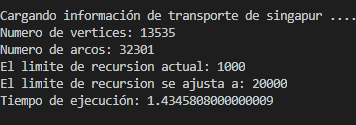 Cargando información de transporte de singapur ....
Numero de vertices: 13535
Numero de arcos: 32301
El limite de recursion actual: 1000
El limite de recursion se ajusta a: 20000
Tiempo de ejecución: 1.4345808000000009